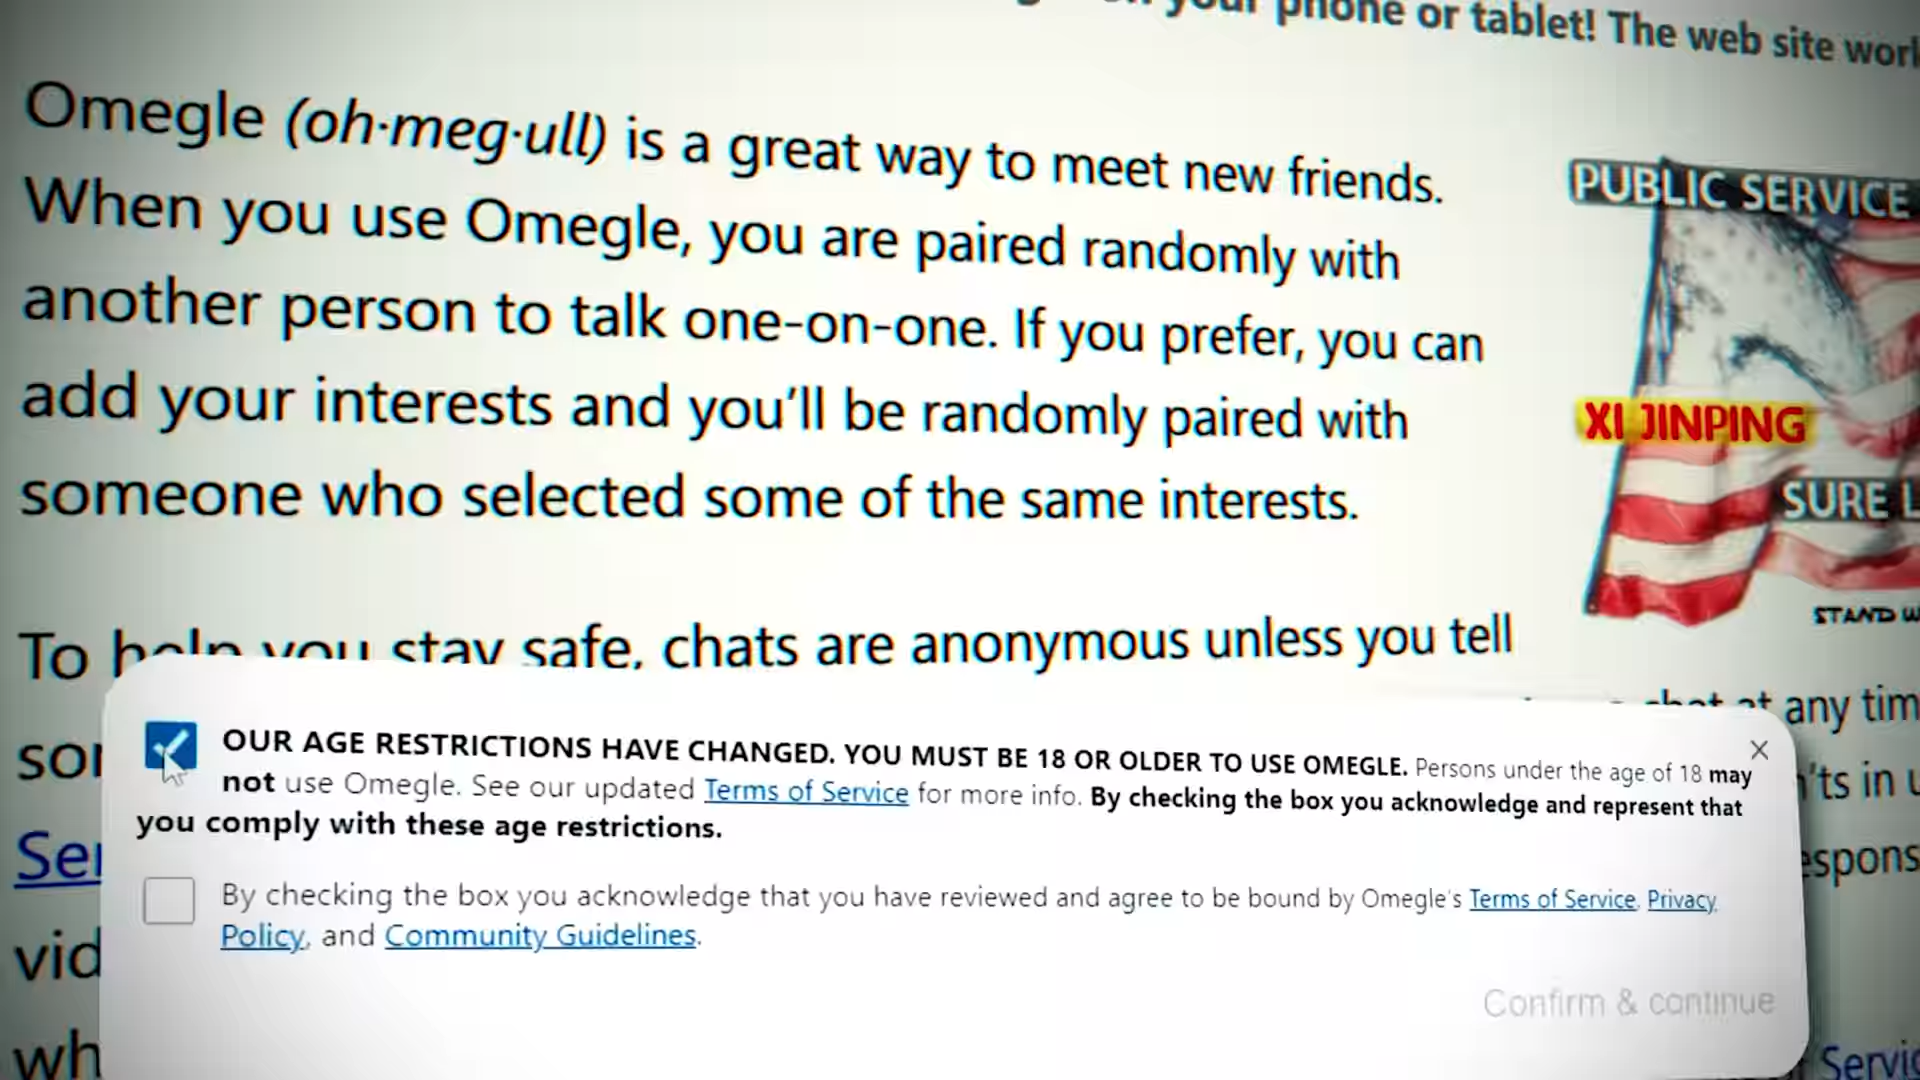 your phone or tablet! The web site
Omegle (oh·meg·ull) is a great way to meet new friends.
When you use Omegle, you are paired randomly with
another person to talk one-on-one. If you prefer, you can
add your interests and you'll be randomly paired with
someone who selected some of the same interests.
PUBLIC SERVICE
XI JINPING
SURE
STAND
To help you stay safe, chats are anonymous unless you tell
chat at any
OUR AGE RESTRICTIONS HAVE CHANGED. YOU MUST BE 18 OR OLDER TO USE OMEGLE. Persons under the age of 18 may
not use Omegle. See our updated Terms of Service for more info. By checking the box you acknowledge and represent that
you comply with these age restrictions.
in
By checking the box you acknowledge that you have reviewed and agree to be bound by Omegle's Terms of Service, Privacy
Policy, and Community Guidelines.
Confirm & continue